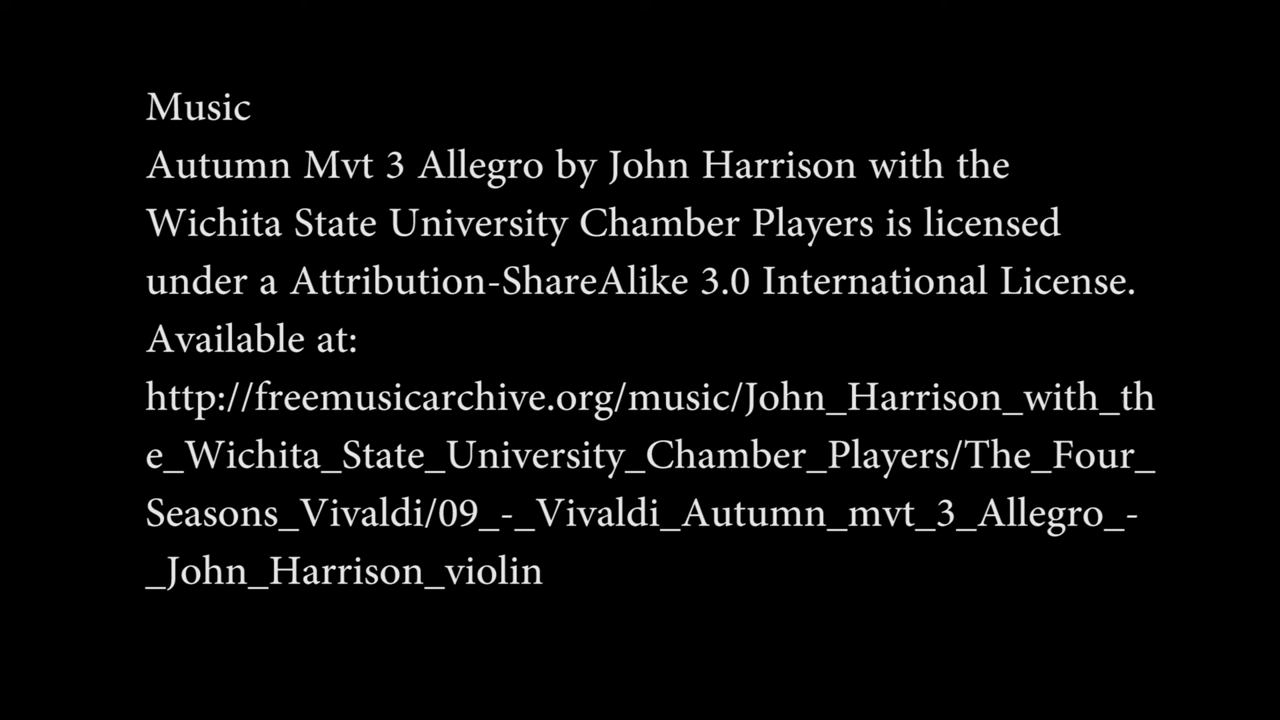 Music
Autumn Mvt 3 Allegro by John Harrison with the
Wichita State University Chamber Players is licensed
under a Attribution-ShareAlike 3.0 International License.
Available at:
http://freemusicarchive.org/music/John_Harrison_with_th
e_Wichita_State_University_Chamber_Players/The_Four_
Seasons_Vivaldi/09_-_Vivaldi_Autumn_mvt_3_Allegro_-
_John_Harrison_violin